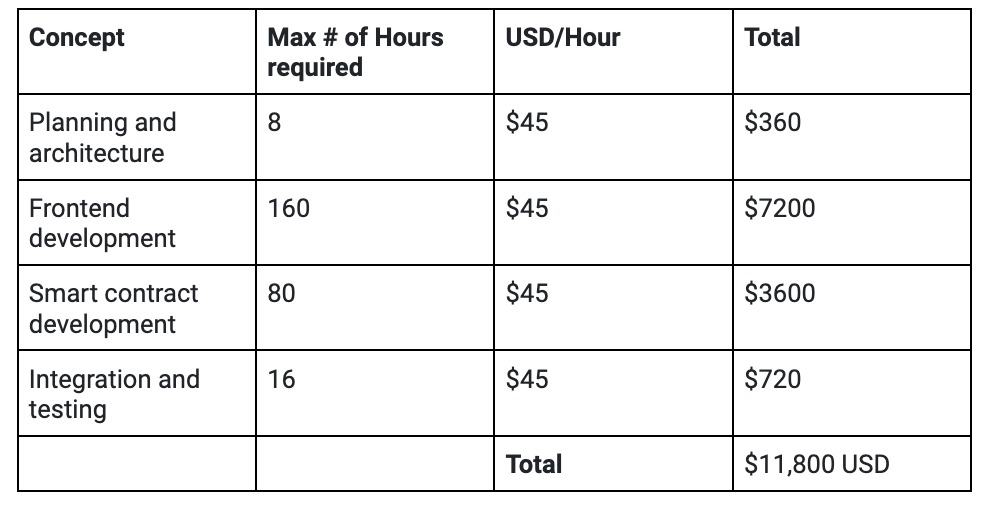 Concept
Max # of Hours
required
USD/Hour
Total
Planning and
architecture
8
$45
$360
Frontend
development
160
$45
$7200
Smart contract
development
80
$45
$3600
Integration and
testing
16
$45
$720
Total
$11,800 USD